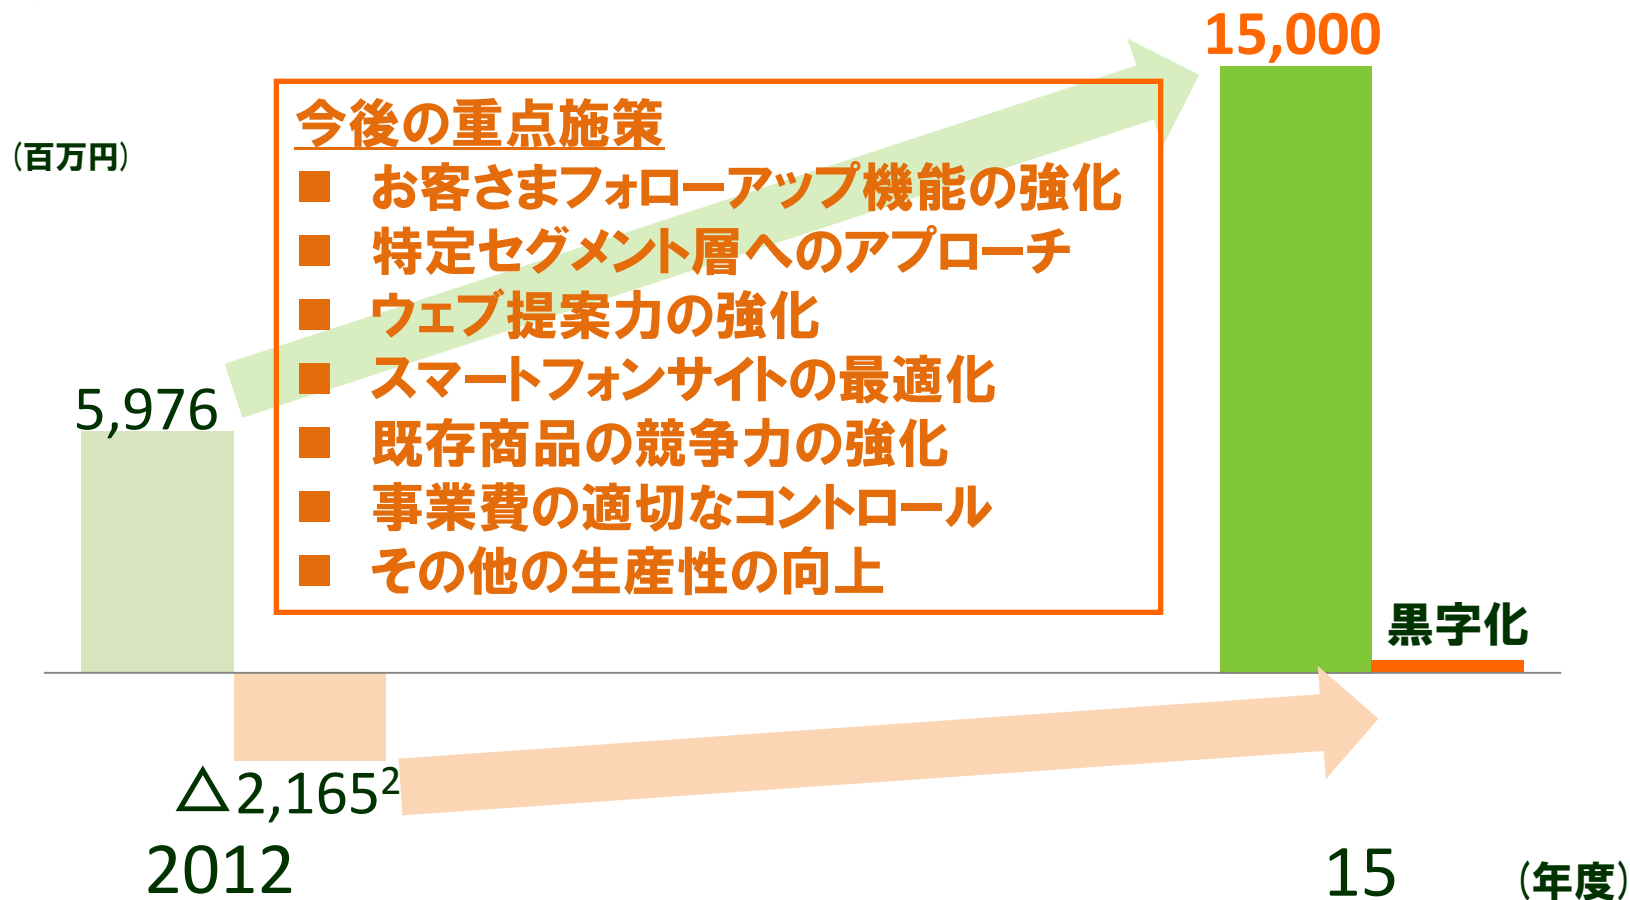 15,000
(百万円)
今後の重点施策
■ お客さまフォローアップ機能の強化
■ 特定セグメント層へのアプローチ
■ ウェブ提案力の強化
■ スマートフォンサイトの最適化
■ 既存商品の競争力の強化
■ 事業費の適切なコントロール
■ その他の生産性の向上
5,976
黒字化
△2,165²
2012
15
(年度)